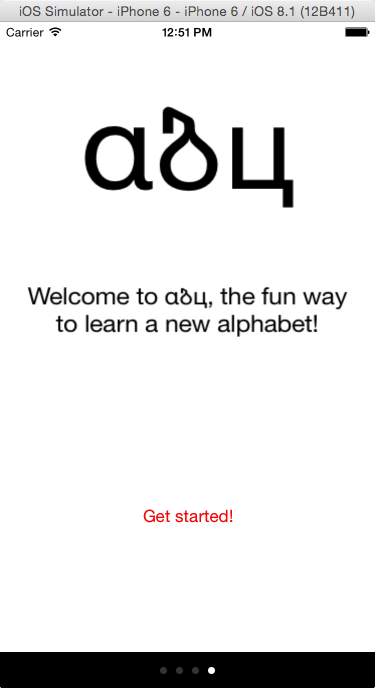 iOS Simulator - iPhone 6 - iPhone 6 / iOS 8.1 (12B411)
Carrier 12:51 PM
αბц
Welcome to αბц, the fun way
to learn a new alphabet!
Get started!